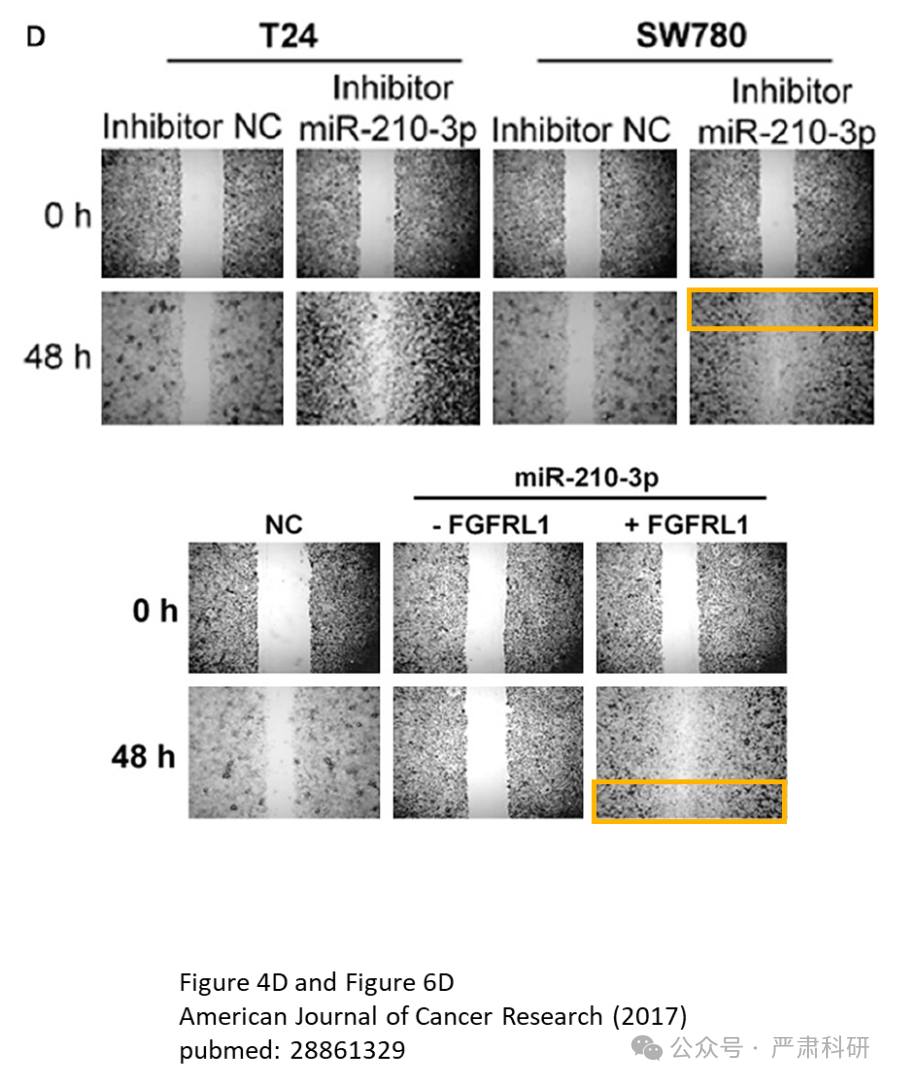 D
T24 SW780
Inhibitor NC Inhibitor miR-210-3p Inhibitor NC Inhibitor miR-210-3p
0 h
48 h
miR-210-3p
NC - FGFRL1 + FGFRL1
0 h
48 h
Figure 4D and Figure 6D
American Journal of Cancer Research (2017)
pubmed: 28861329
公众号 · 严肃科研